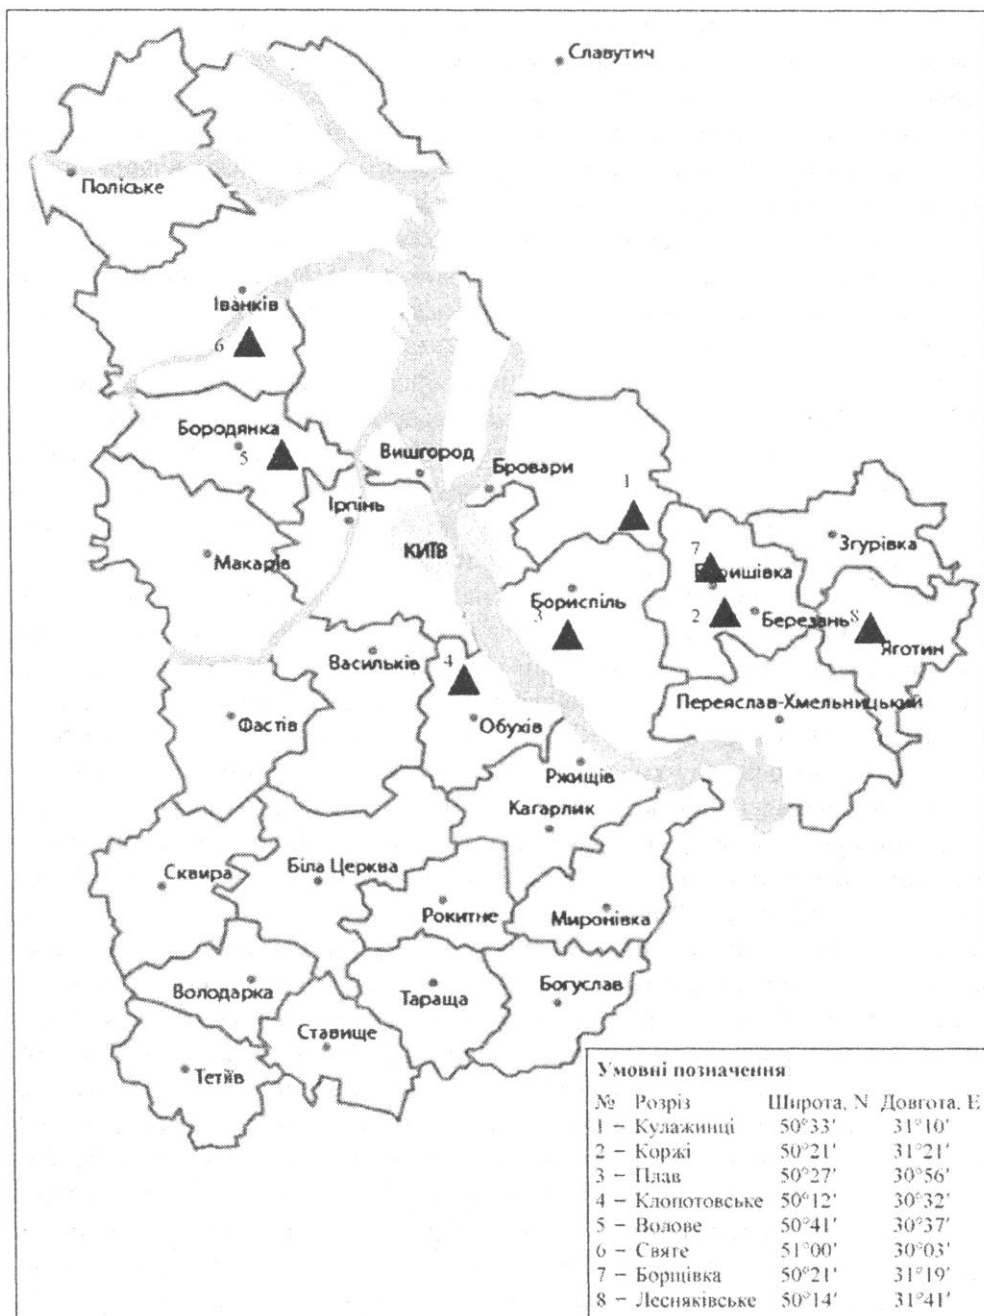 Славутич
Поліське
Іванків
6
Бородянка
5
Вишгород
Бровари
1
Ірпінь
КИЇВ
Макарів
7
Згурівка
Баришівка
Бориспіль
3
2
Березань
8
Яготин
Васильків
4
Фастів
Обухів
Переяслав-Хмельницький
Ржищів
Кагарлик
Сквира
Біла Церква
Рокитне
Миронівка
Володарка
Тараща
Богуслав
Ставище
Тетіїв
Умовні позначення
№ Розріз Широта, N Довгота, E
1 – Кулажинці 50°33' 31°10'
2 – Коржі 50°21' 31°21'
3 – Плав 50°27' 30°56'
4 – Клопотовське 50°12' 30°32'
5 – Волове 50°41' 30°37'
6 – Святе 51°00' 30°03'
7 – Борщівка 50°21' 31°19'
8 – Лесняківське 50°14' 31°41'